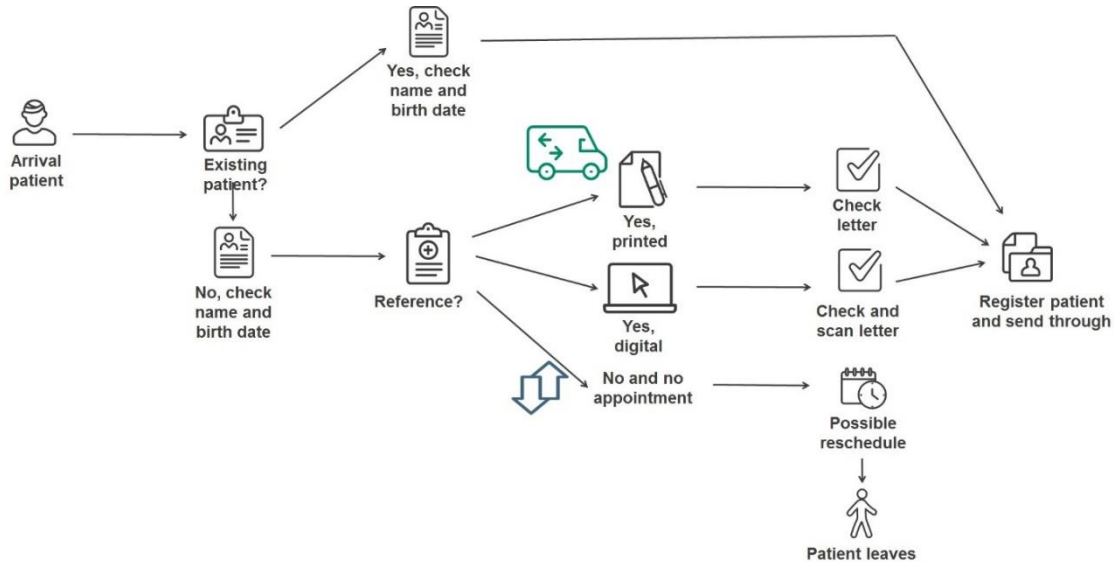 Yes, check
name and
birth date
Arrival
patient
Existing
patient?
No, check
name and
birth date
Reference?
Yes,
printed
Check
letter
Yes,
digital
Check and
scan letter
Register patient
and send through
No and no
appointment
Possible
reschedule
Patient leaves